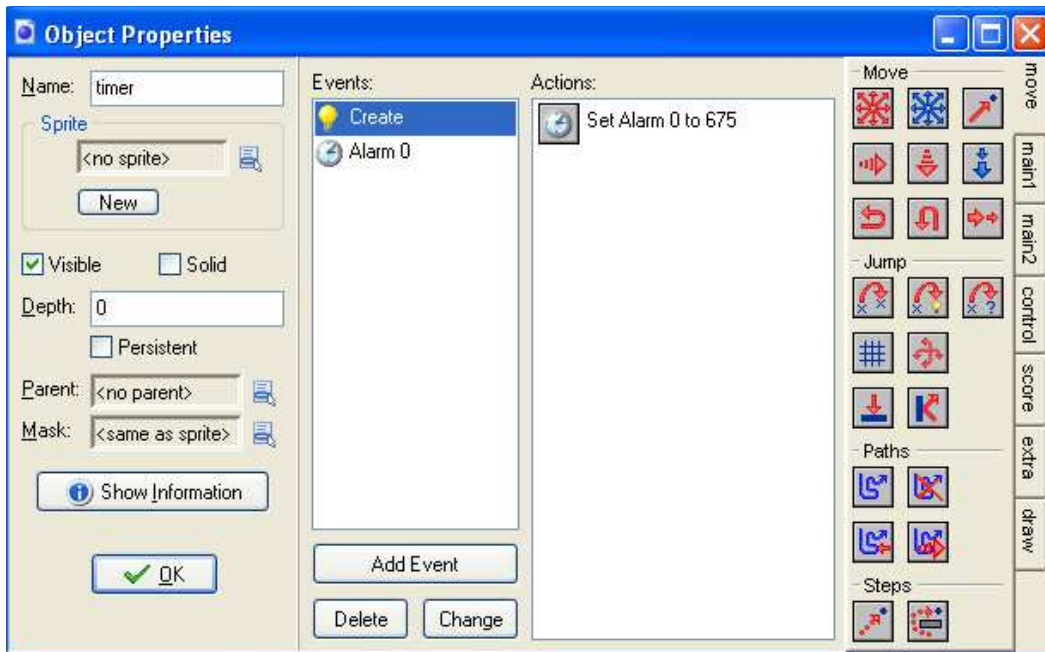 Object Properties
Name: timer
Sprite
<no sprite>
New
Visible
Solid
Depth: 0
Persistent
Parent: <no parent>
Mask: <same as sprite>
Show Information
OK
Events:
Create
Alarm 0
Add Event
Delete
Change
Actions:
Set Alarm 0 to 675
Move
Jump
Paths
Steps
move
main1
main2
control
score
extra
draw